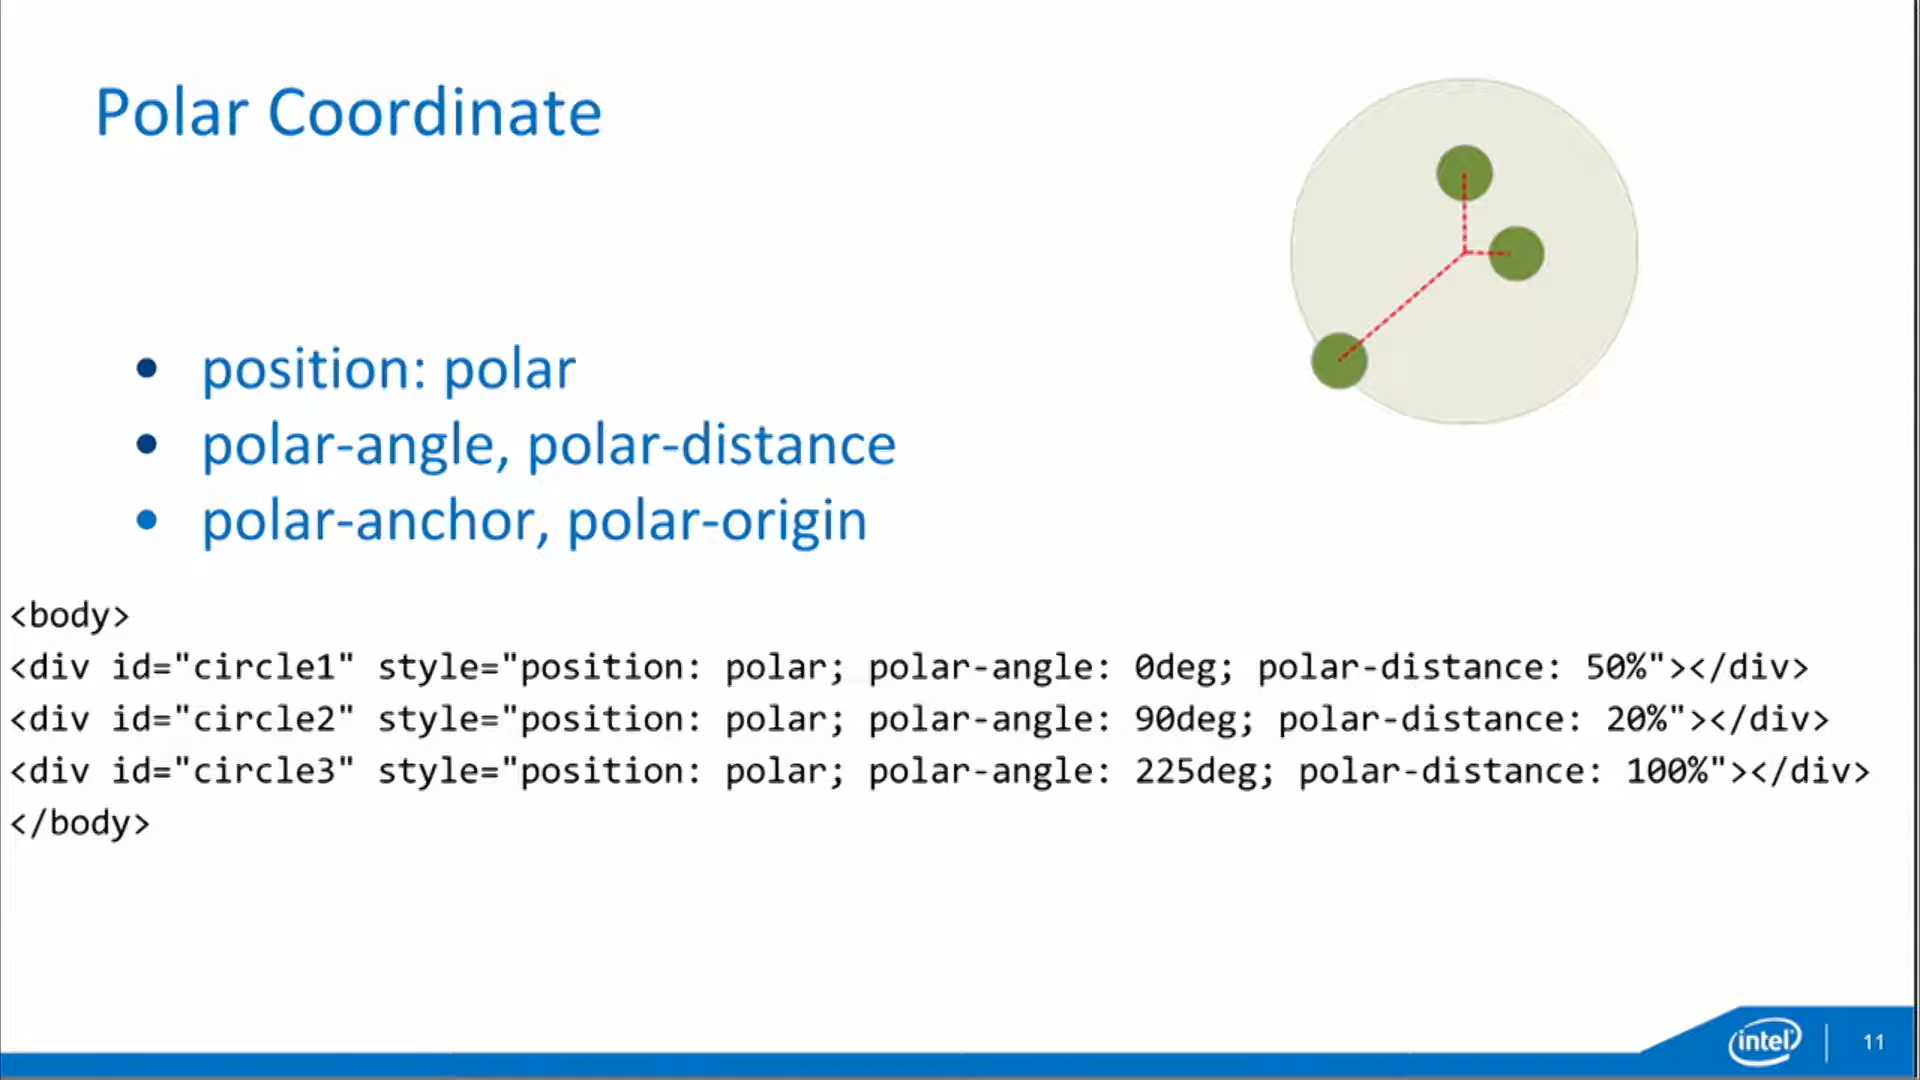 Polar Coordinate
• position: polar
• polar-angle, polar-distance
• polar-anchor, polar-origin
<body>
<div id="circle1" style="position: polar; polar-angle: 0deg; polar-distance: 50%"></div>
<div id="circle2" style="position: polar; polar-angle: 90deg; polar-distance: 20%"></div>
<div id="circle3" style="position: polar; polar-angle: 225deg; polar-distance: 100%"></div>
</body>
intel
11